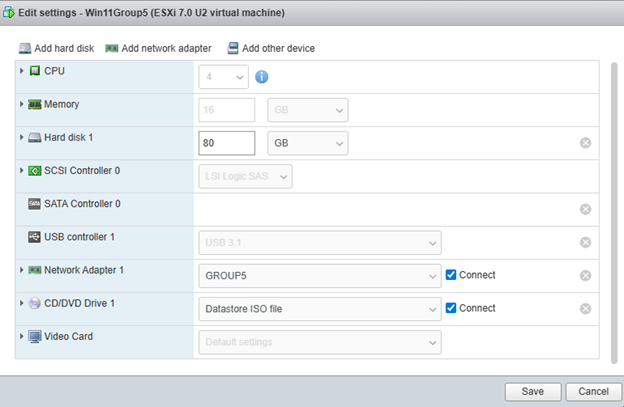 Edit settings - Win11Group5 (ESXi 7.0 U2 virtual machine)
Add hard disk Add network adapter Add other device
CPU 4
Memory 16 GB
Hard disk 1 80 GB
SCSI Controller 0 LSI Logic SAS
SATA SATA Controller 0
USB controller 1 USB 3.1
Network Adapter 1 GROUP5 Connect
CD/DVD Drive 1 Datastore ISO file Connect
Video Card Default settings
Save Cancel